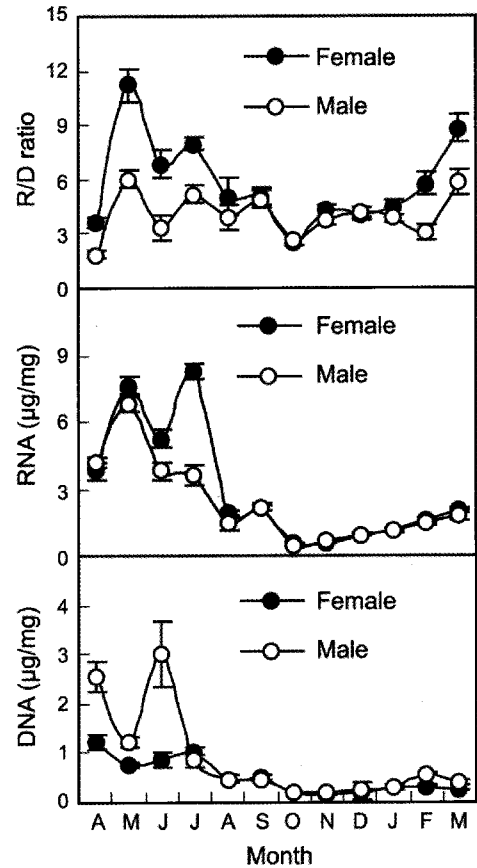 15
12
9
6
3
0
R/D ratio
Female
Male
9
6
3
0
RNA (μg/mg)
Female
Male
4
3
2
1
0
DNA (μg/mg)
Female
Male
A M J J A S O N D J F M
Month